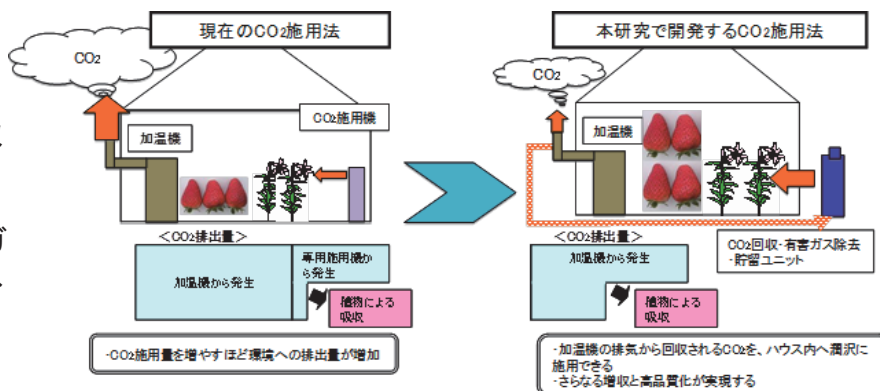 現在のCO2施用法
CO2
CO2施用機
加温機
＜CO2排出量＞
加温機から発生
専用施用機か
ら発生
植物による
吸収
・CO2施用量を増やすほど環境への排出量が増加
本研究で開発するCO2施用法
CO2
加温機
CO2回収・有害ガス除去
・貯留ユニット
＜CO2排出量＞
加温機から発生
植物による
吸収
・加温機の排気から回収されるCO2を、ハウス内へ潤沢に
施用できる
・さらなる増収と高品質化が実現する